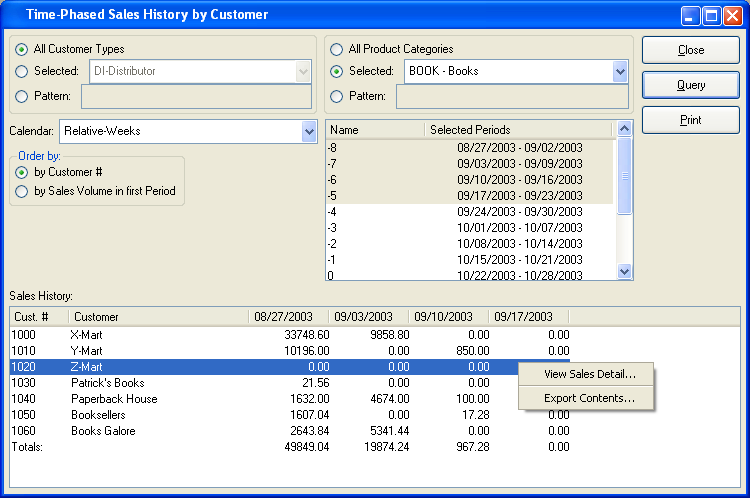 Time-Phased Sales History by Customer
All Customer Types
Selected: DI-Distributor
Pattern:
All Product Categories
Selected: BOOK - Books
Pattern:
Close
Query
Print
Calendar: Relative-Weeks
Order by:
by Customer #
by Sales Volume in first Period
Name Selected Periods
-8 08/27/2003 - 09/02/2003
-7 09/03/2003 - 09/09/2003
-6 09/10/2003 - 09/16/2003
-5 09/17/2003 - 09/23/2003
-4 09/24/2003 - 09/30/2003
-3 10/01/2003 - 10/07/2003
-2 10/08/2003 - 10/14/2003
-1 10/15/2003 - 10/21/2003
0 10/22/2003 - 10/28/2003
Sales History:
Cust. # Customer 08/27/2003 09/03/2003 09/10/2003 09/17/2003
1000 X-Mart 33748.60 9858.80 0.00 0.00
1010 Y-Mart 10196.00 0.00 850.00 0.00
1020 Z-Mart 0.00 0.00 0.00
1030 Patrick's Books 21.56 0.00 0.00
1040 Paperback House 1632.00 4674.00 100.00
1050 Booksellers 1607.04 0.00 17.28 0.00
1060 Books Galore 2643.84 5341.44 0.00 0.00
Totals: 49849.04 19874.24 967.28 0.00
View Sales Detail...
Export Contents...